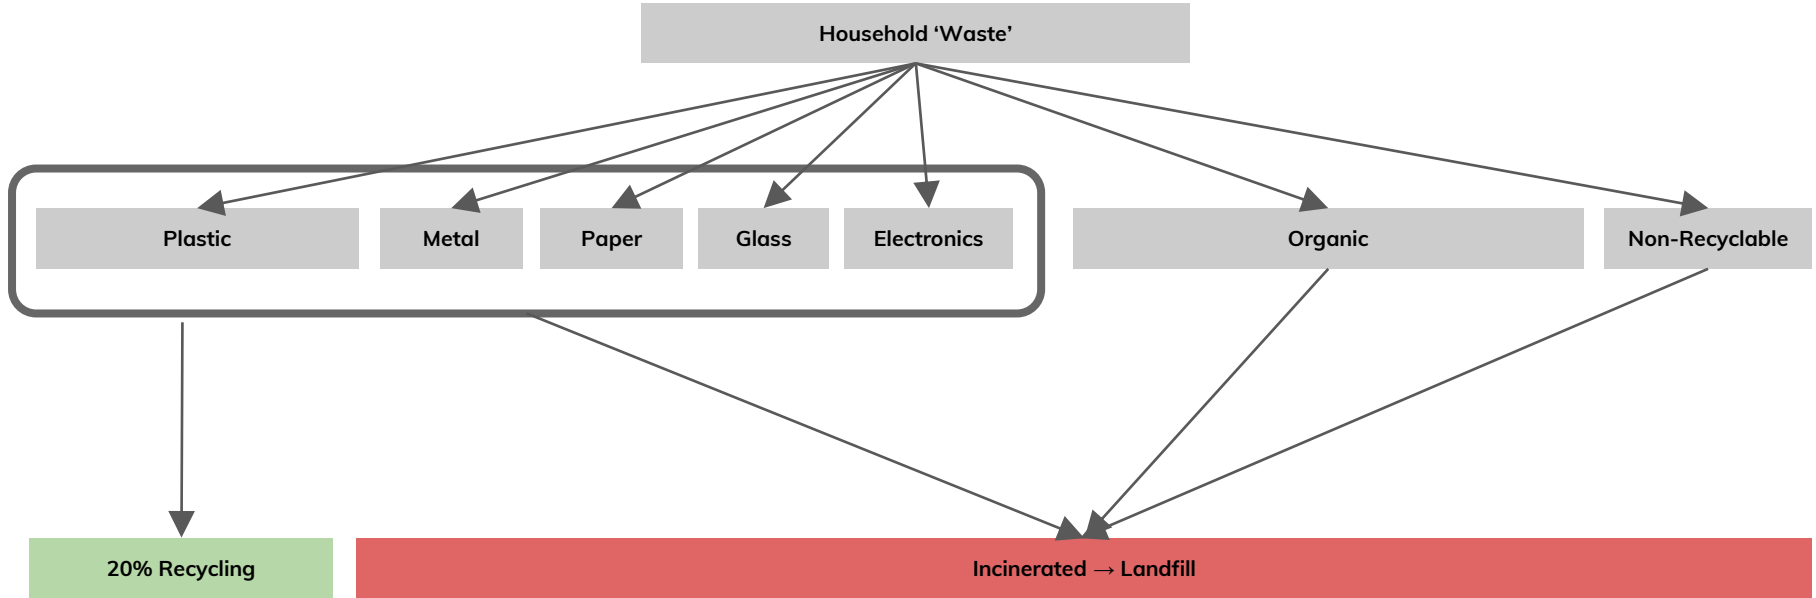 Household ‘Waste’
Plastic
Metal
Paper
Glass
Electronics
Organic
Non-Recyclable
20% Recycling
Incinerated → Landfill